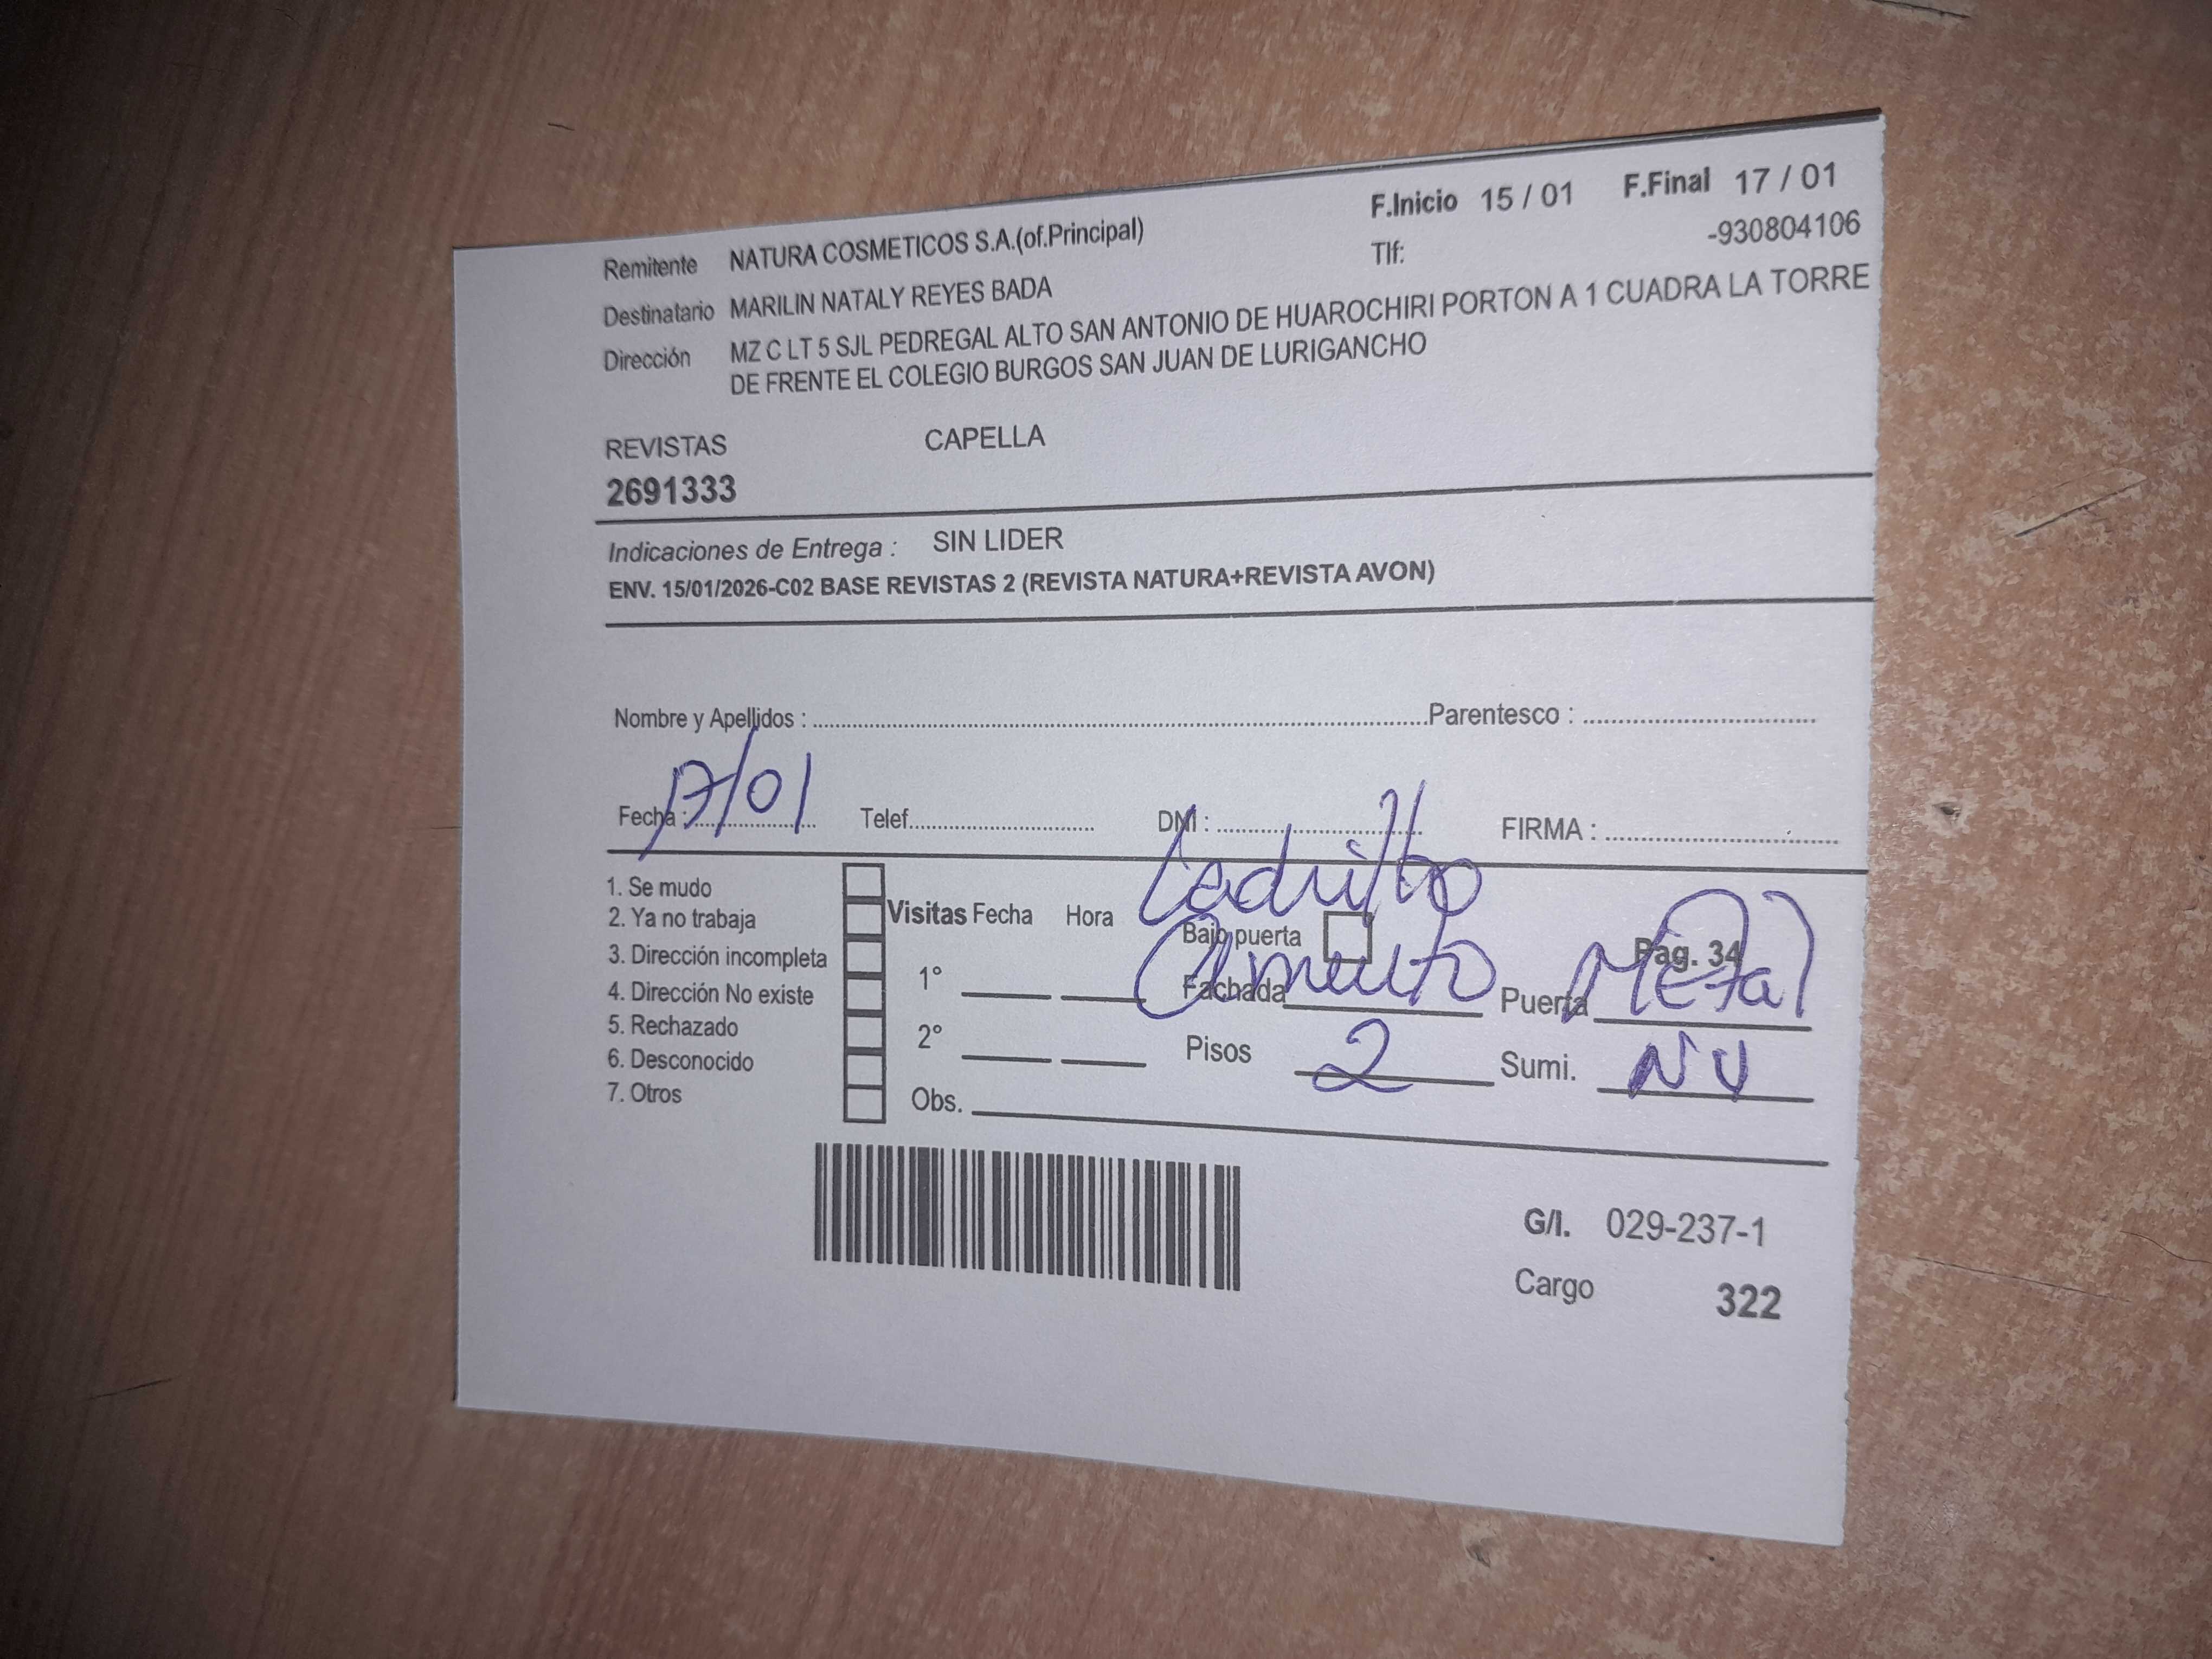 F.Inicio 15 / 01 F.Final 17 / 01
Remitente NATURA COSMETICOS S.A.(of.Principal) Tlf: -930804106
Destinatario MARILIN NATALY REYES BADA
Dirección MZ C LT 5 SJL PEDREGAL ALTO SAN ANTONIO DE HUAROCHIRI PORTON A 1 CUADRA LA TORRE
DE FRENTE EL COLEGIO BURGOS SAN JUAN DE LURIGANCHO
REVISTAS CAPELLA
2691333
Indicaciones de Entrega : SIN LIDER
ENV. 15/01/2026-C02 BASE REVISTAS 2 (REVISTA NATURA+REVISTA AVON)
Nombre y Apellidos : Parentesco :
Fecha : 17/01 Telef. DNI : FIRMA :
1. Se mudo
2. Ya no trabaja
3. Dirección incompleta
4. Dirección No existe
5. Rechazado
6. Desconocido
7. Otros
Visitas Fecha Hora
1°
2°
Obs.
Ladrillo
Bajo puerta Pag. 34
Fachada Cemento Puerta Metal
Pisos 2 Sumi. NV
G/I. 029-237-1
Cargo 322